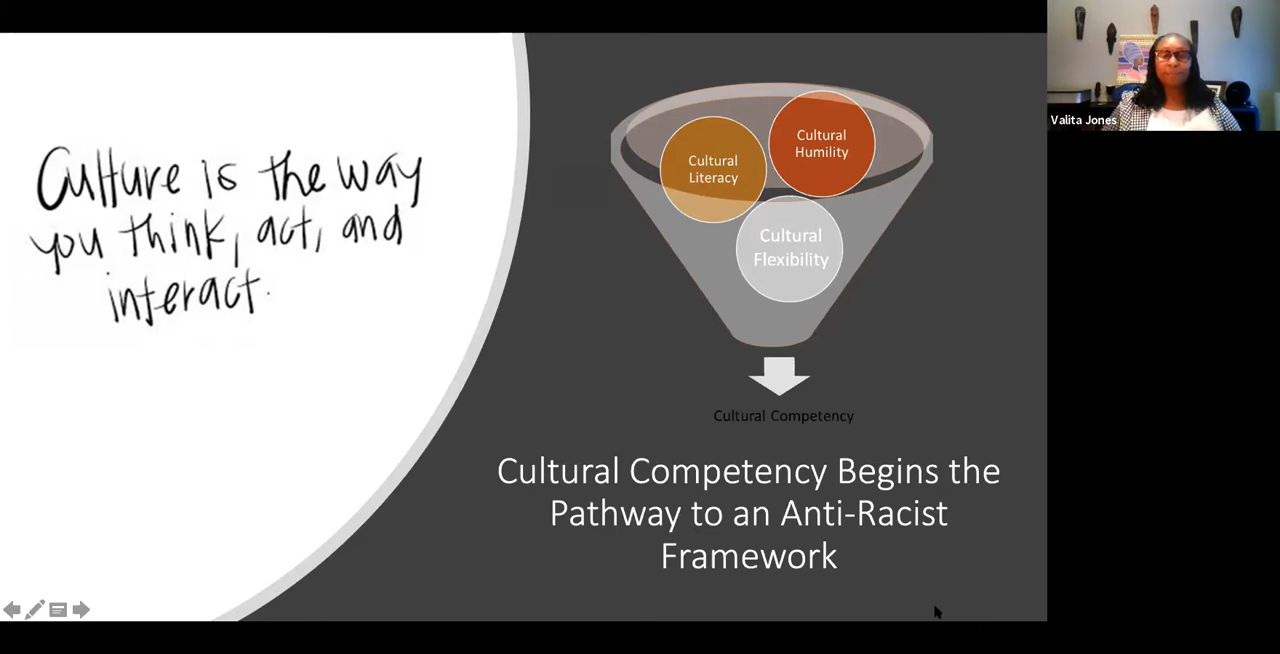 Culture is the way
you think, act, and
interact.
Cultural
Literacy
Cultural
Humility
Cultural
Flexibility
Cultural Competency
Cultural Competency Begins the
Pathway to an Anti-Racist
Framework
Valita Jones